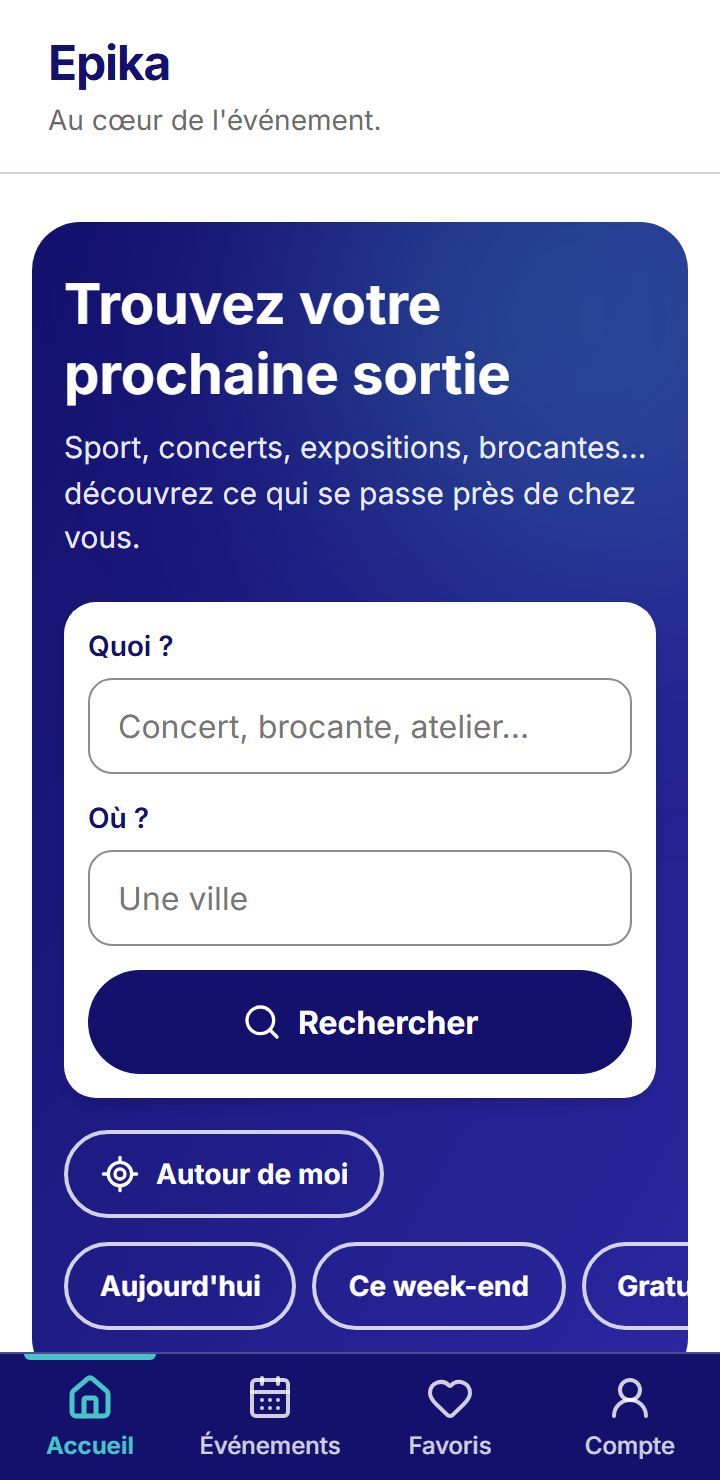 Epika
Au cœur de l'événement.
Trouvez votre
prochaine sortie
Sport, concerts, expositions, brocantes...
découvrez ce qui se passe près de chez
vous.
Quoi ?
Concert, brocante, atelier...
Où ?
Une ville
Rechercher
Autour de moi
Aujourd'hui
Ce week-end
Gratu
Accueil
Événements
Favoris
Compte